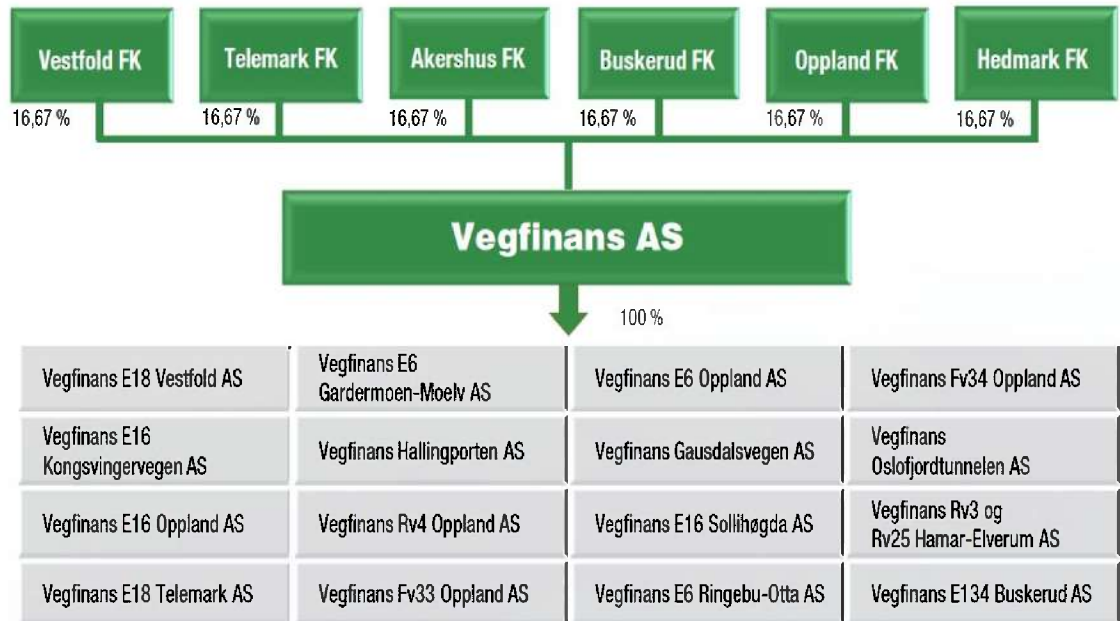 Vestfold FK
Telemark FK
Akershus FK
Buskerud FK
Oppland FK
Hedmark FK
16,67 %
16,67 %
16,67 %
16,67 %
16,67 %
16,67 %
Vegfinans AS
100 %
Vegfinans E18 Vestfold AS
Vegfinans E6
Gardermoen-Moelv AS
Vegfinans E6 Oppland AS
Vegfinans Fv34 Oppland AS
Vegfinans E16
Kongsvingervegen AS
Vegfinans Hallingporten AS
Vegfinans Gausdalsvegen AS
Vegfinans
Oslofjordtunnelen AS
Vegfinans E16 Oppland AS
Vegfinans Rv4 Oppland AS
Vegfinans E16 Sollihøgda AS
Vegfinans Rv3 og
Rv25 Hamar-Elverum AS
Vegfinans E18 Telemark AS
Vegfinans Fv33 Oppland AS
Vegfinans E6 Ringebu-Otta AS
Vegfinans E134 Buskerud AS